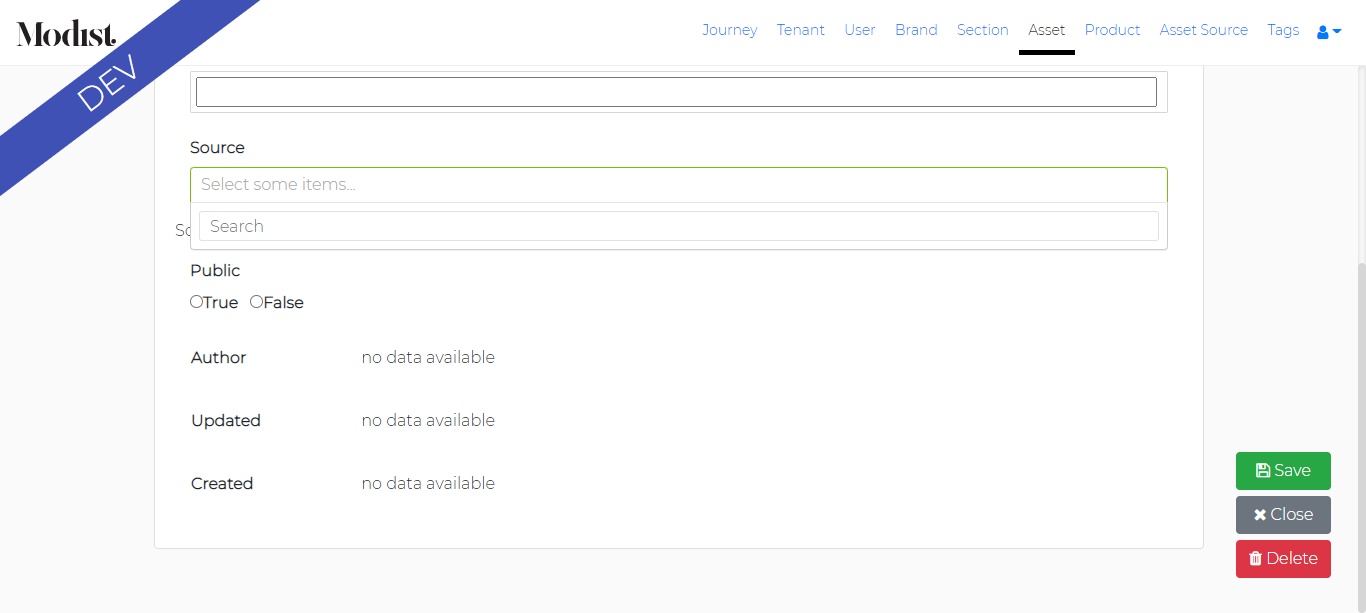 Modist.
DEV
Journey Tenant User Brand Section Asset Product Asset Source Tags
Source
Select some items...
Search
Public
True False
Author no data available
Updated no data available
Created no data available
Save
Close
Delete